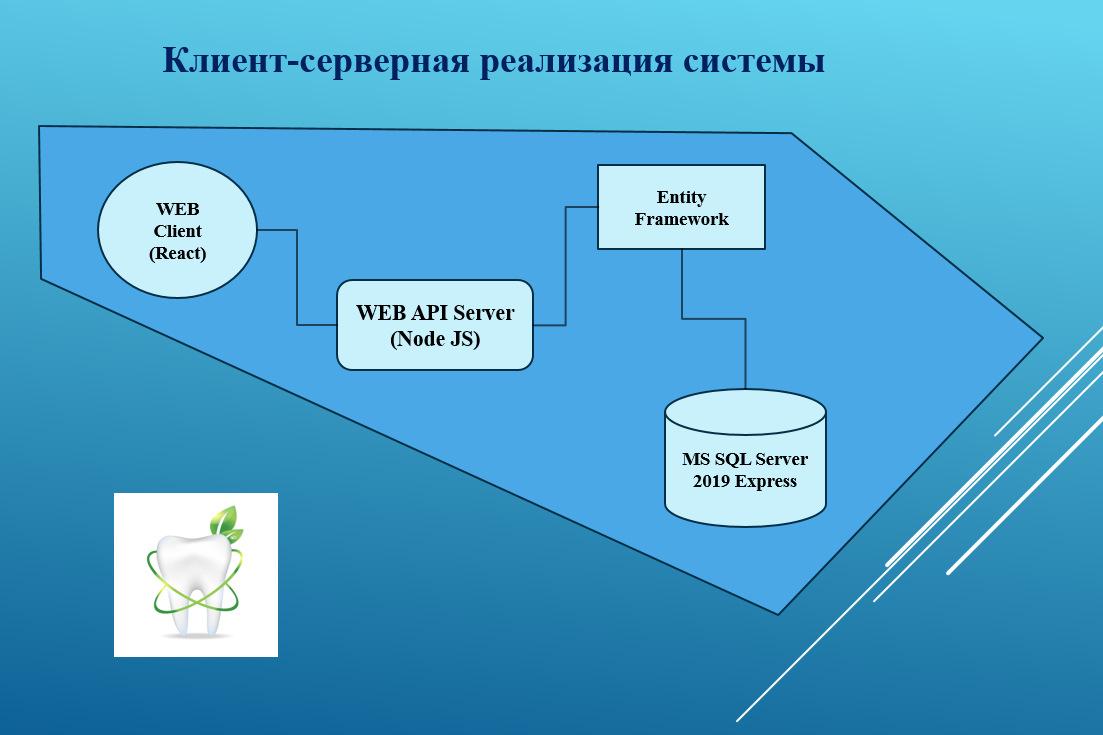 Клиент-серверная реализация системы
WEB
Client
(React)
WEB API Server
(Node JS)
Entity
Framework
MS SQL Server
2019 Express